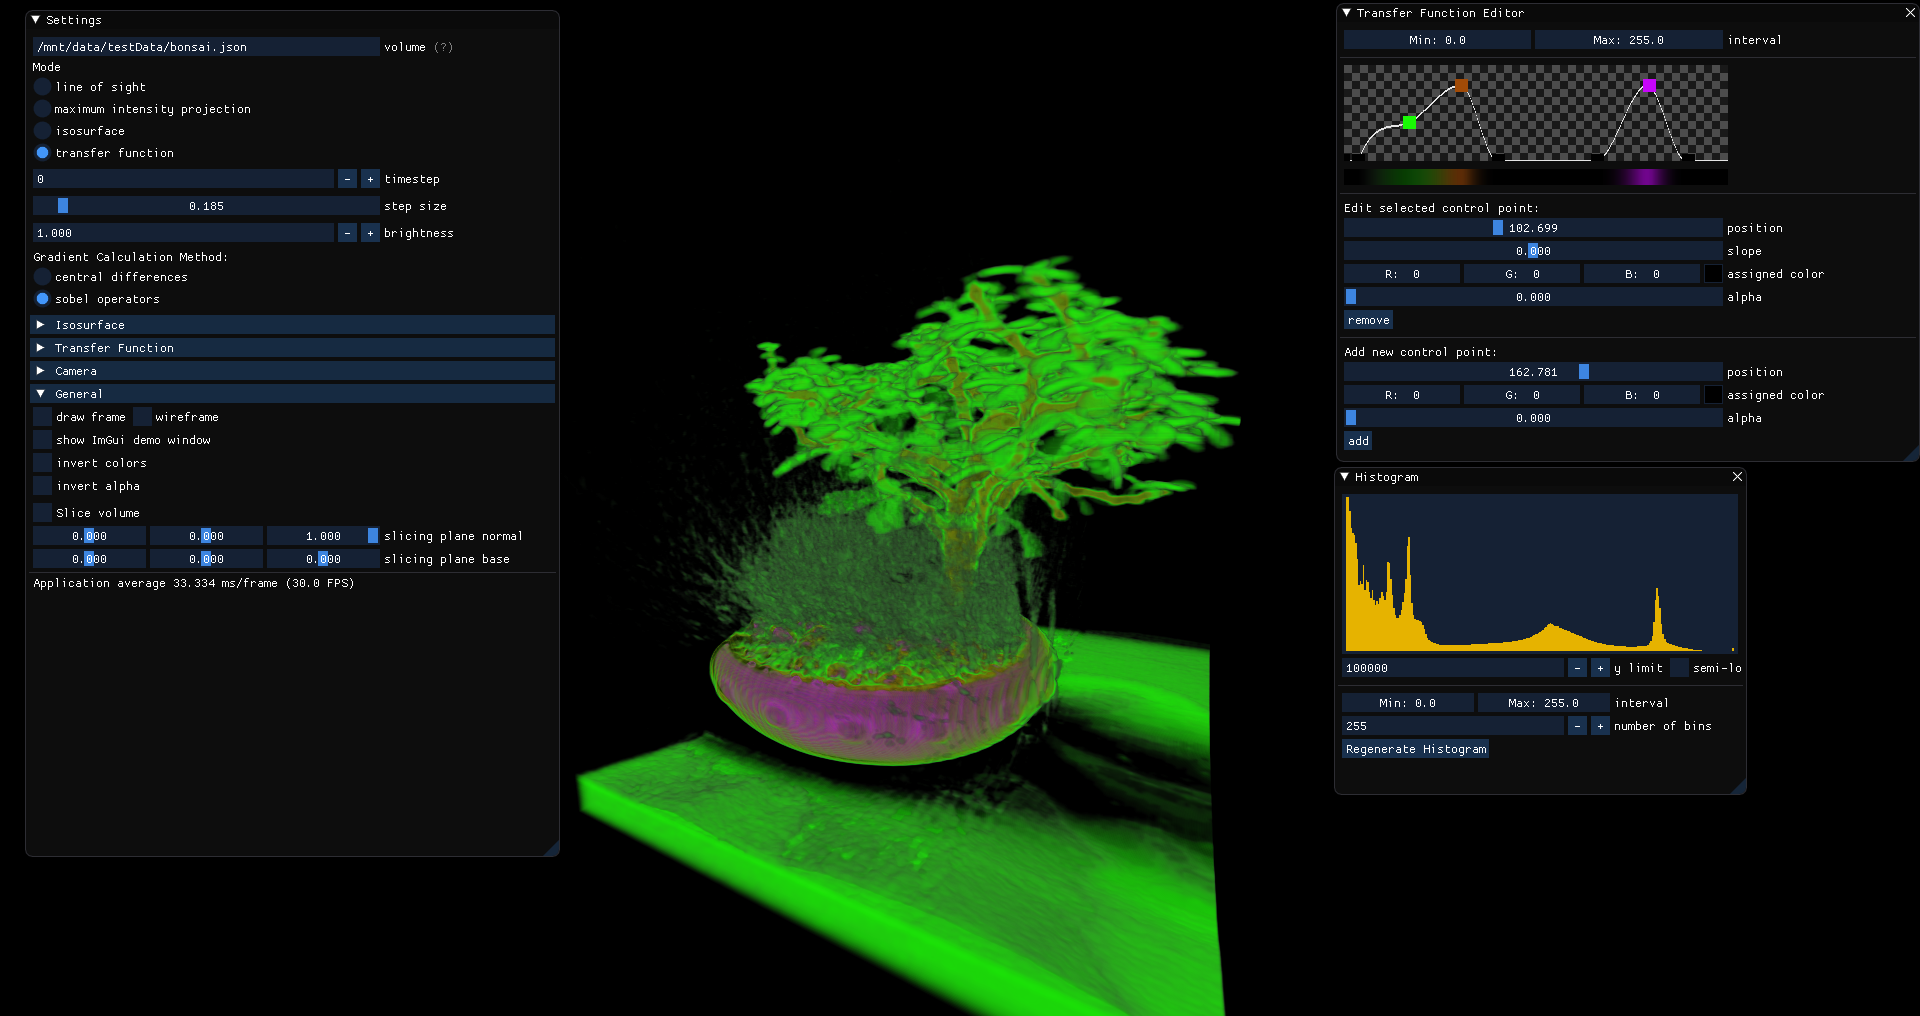 Settings
/mnt/data/testData/bonsai.json volume (?)
Mode
line of sight
maximum intensity projection
isosurface
transfer function
0 - + timestep
0.185 step size
1.000 - + brightness
Gradient Calculation Method:
central differences
sobel operators
Isosurface
Transfer Function
Camera
General
draw frame wireframe
show ImGui demo window
invert colors
invert alpha
Slice volume
0.000 0.000 1.000 slicing plane normal
0.000 0.000 0.000 slicing plane base
Application average 33.334 ms/frame (30.0 FPS)
Transfer Function Editor
Min: 0.0 Max: 255.0 interval
Edit selected control point:
102.699 position
0.000 slope
R: 0 G: 0 B: 0 assigned color
0.000 alpha
remove
Add new control point:
162.781 position
R: 0 G: 0 B: 0 assigned color
0.000 alpha
add
Histogram
100000 - + y limit semi-lo
Min: 0.0 Max: 255.0 interval
255 - + number of bins
Regenerate Histogram